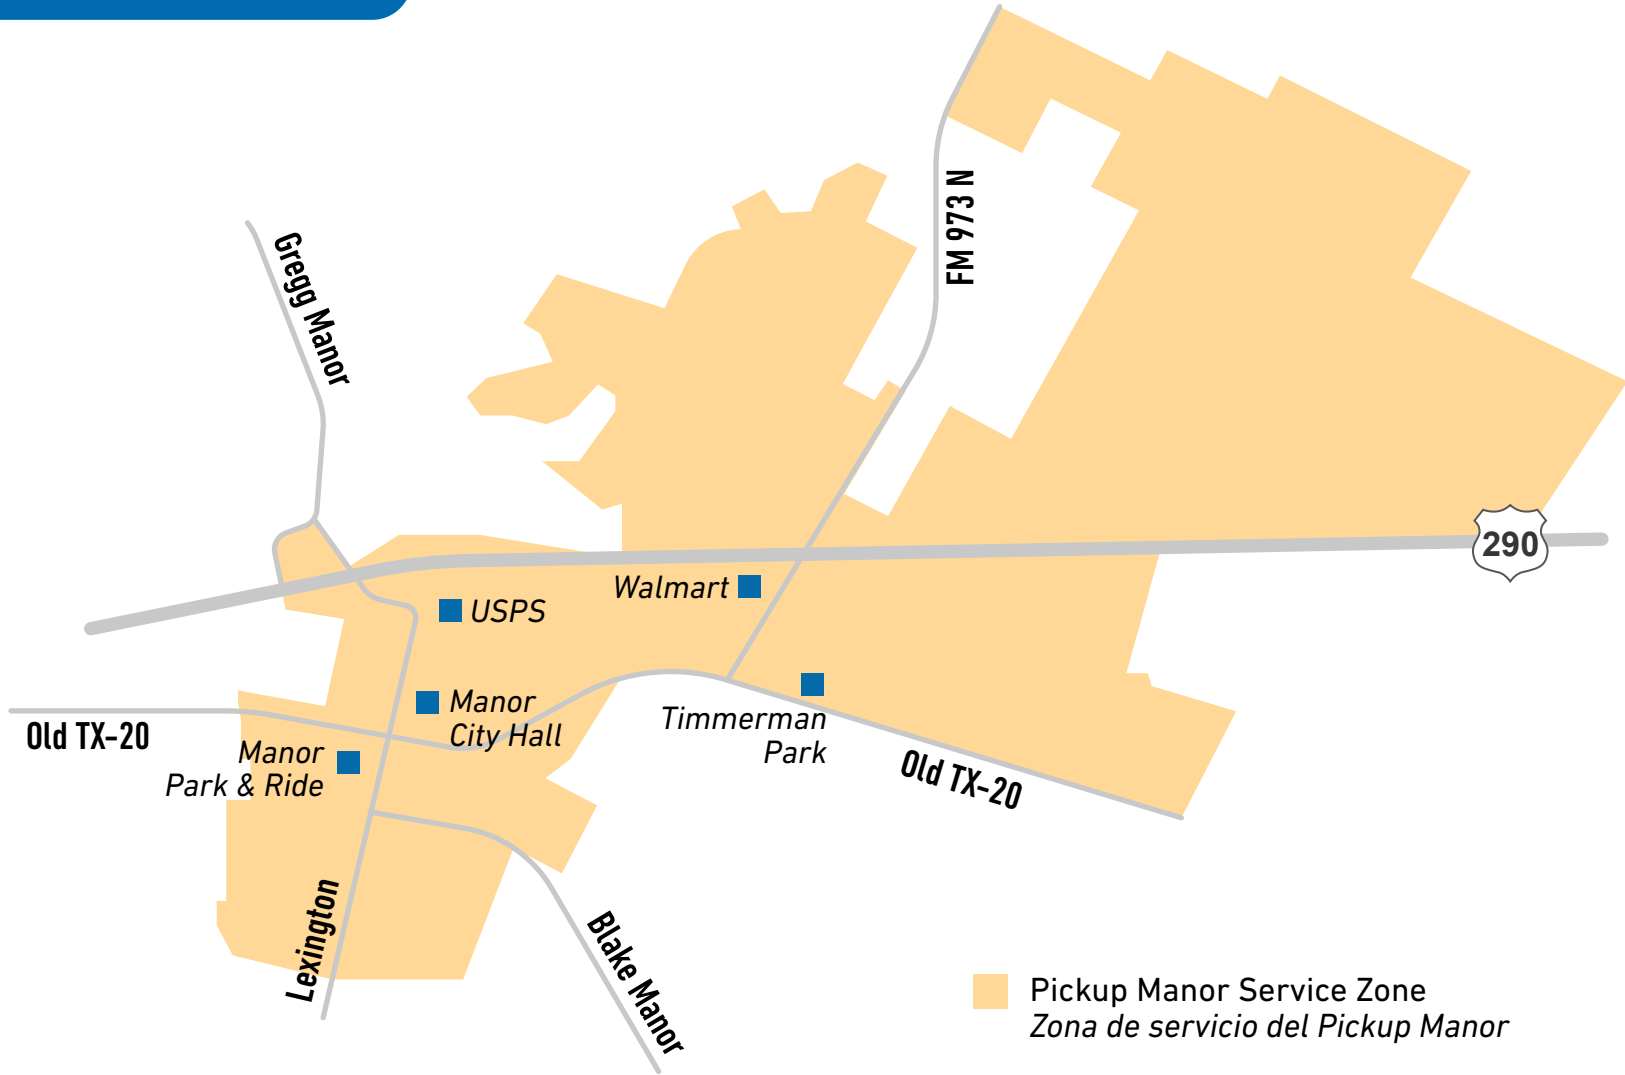 FM 973 N
Gregg Manor
290
Walmart
USPS
Manor
City Hall
Timmerman
Park
Old TX-20
Manor
Park & Ride
Old TX-20
Lexington
Blake Manor
Pickup Manor Service Zone
Zona de servicio del Pickup Manor